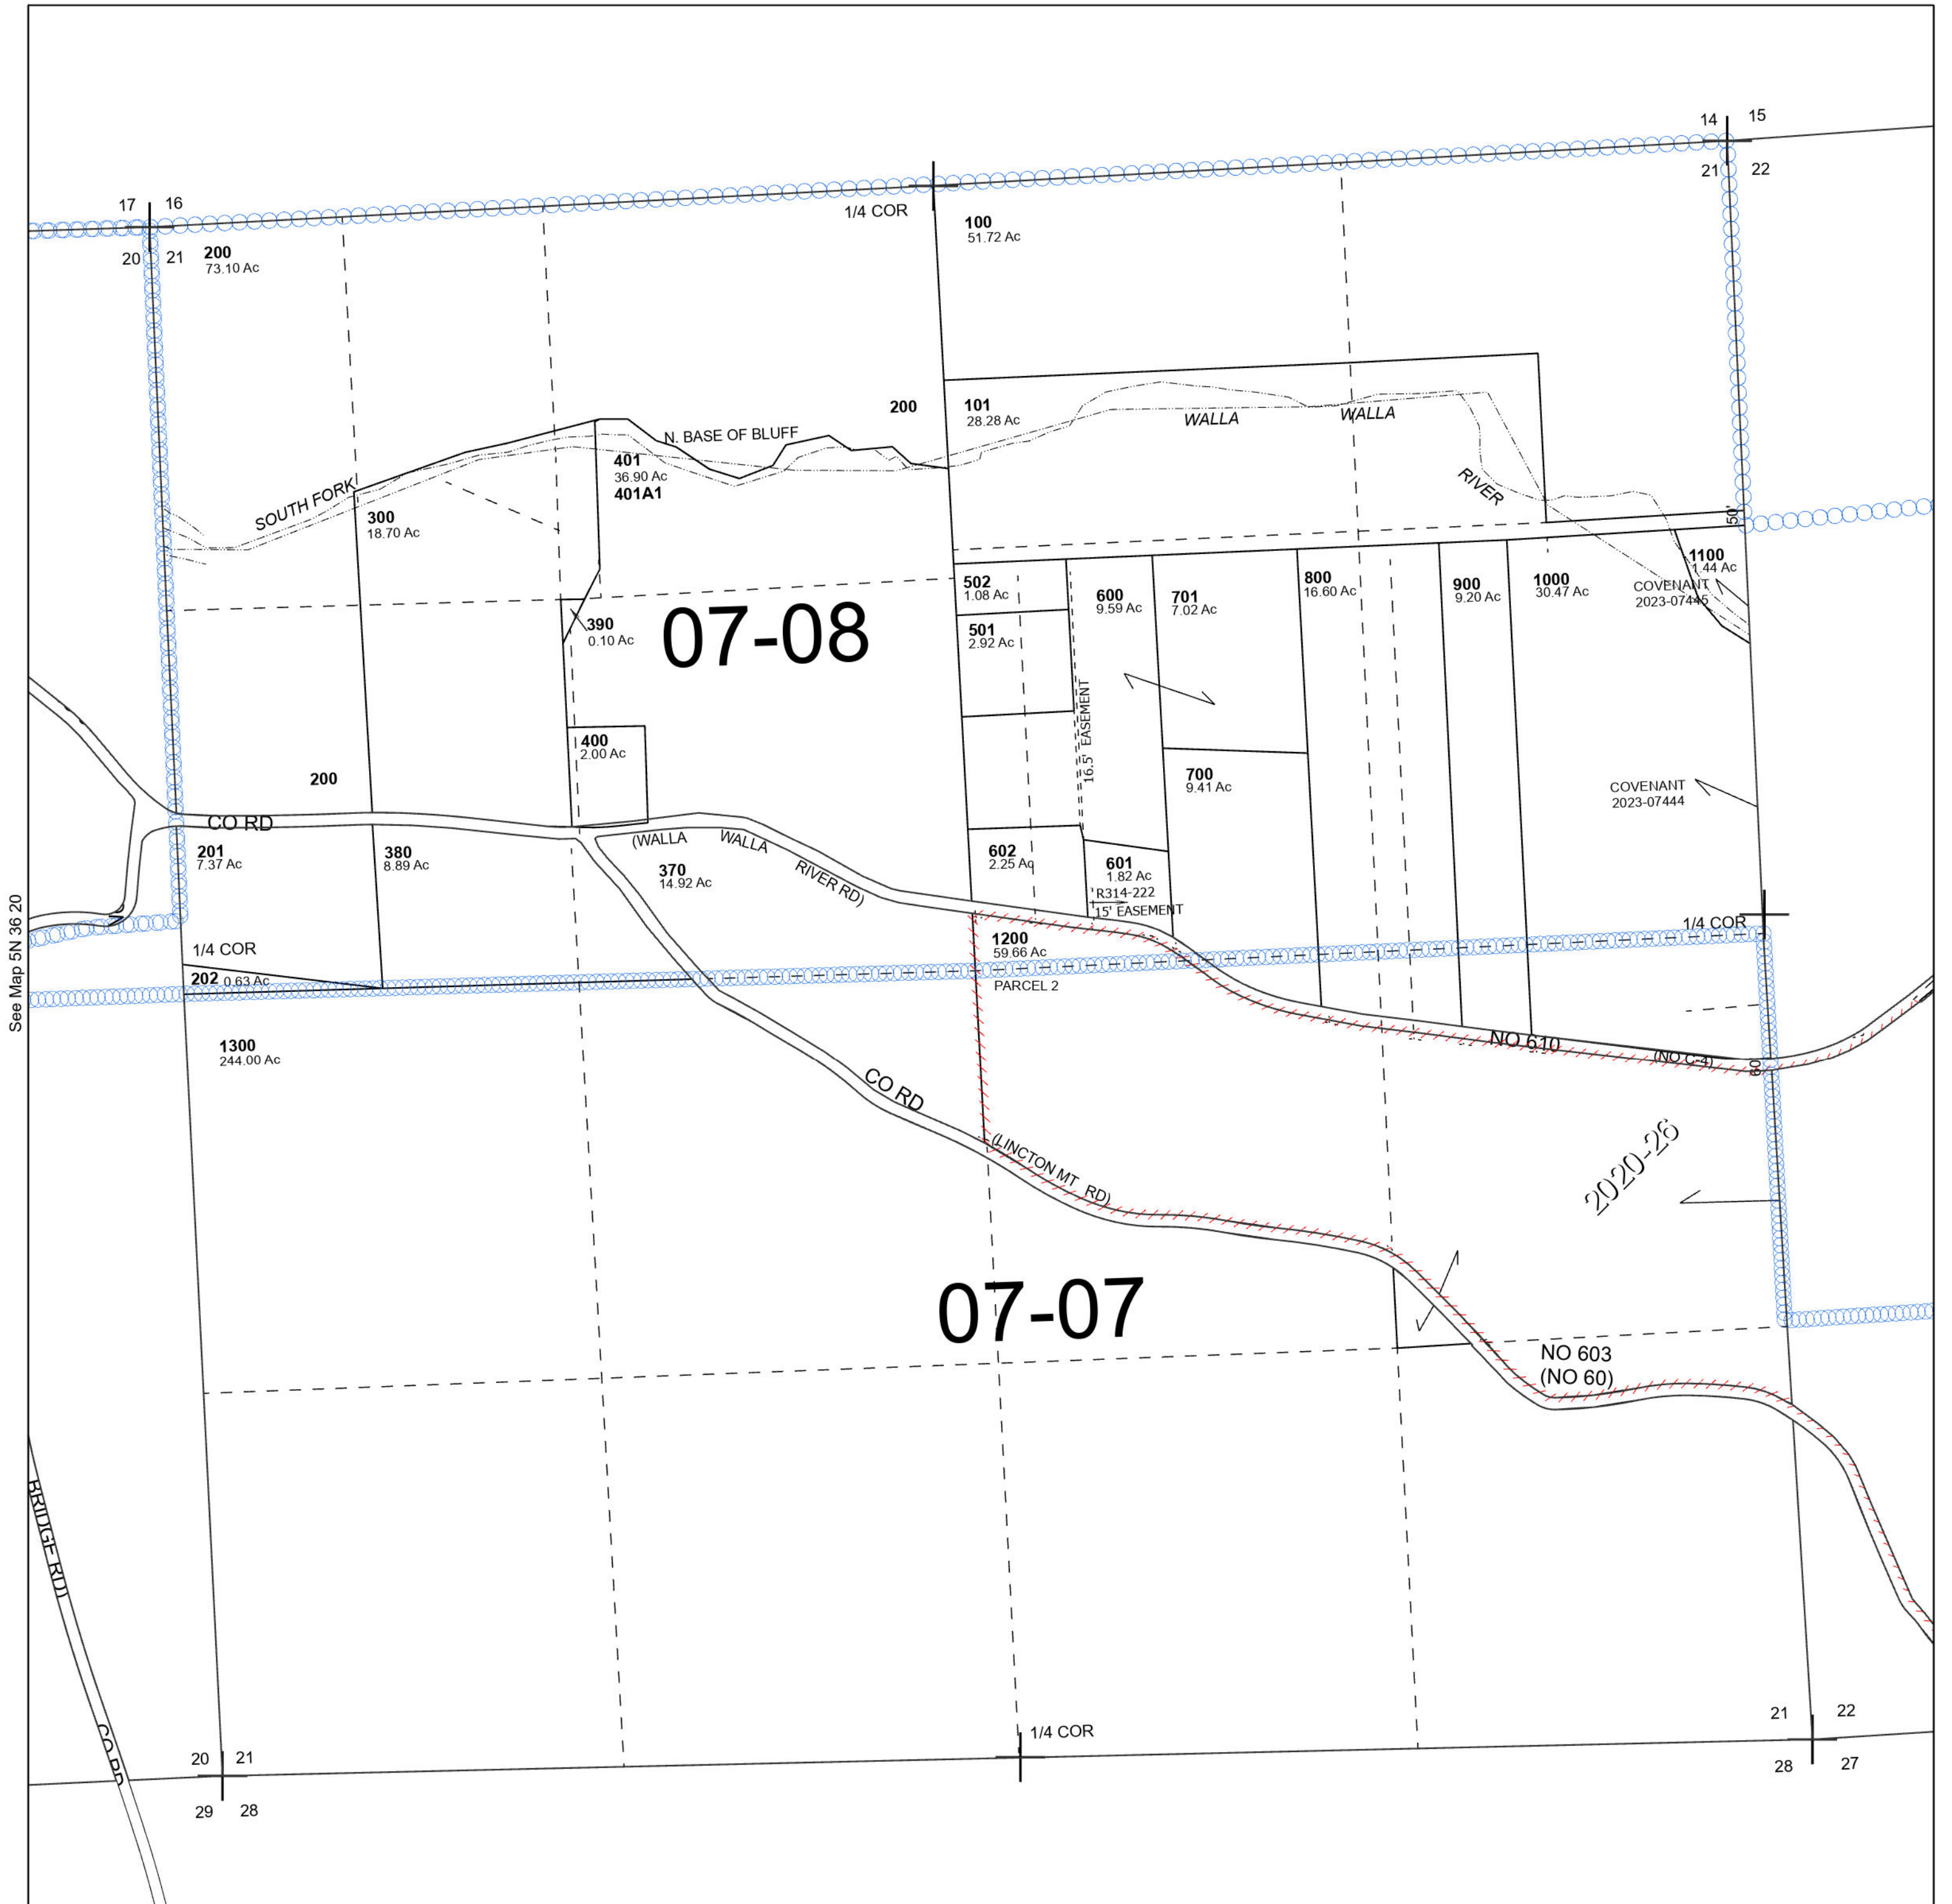 14 15
17 16
21 22
1/4 COR
100
51.72 Ac
20 21
200
73.10 Ac
200
101
28.28 Ac
WALLA WALLA
RIVER
N. BASE OF BLUFF
401
36.90 Ac
401A1
SOUTH FORK
300
18.70 Ac
50'
1100
1.44 Ac
COVENANT
2023-07445
502
1.08 Ac
600
9.59 Ac
701
7.02 Ac
800
16.60 Ac
900
9.20 Ac
1000
30.47 Ac
390
0.10 Ac
07-08
501
2.92 Ac
16.5' EASEMENT
400
2.00 Ac
200
700
9.41 Ac
COVENANT
2023-07444
CO RD
(WALLA WALLA RIVER RD)
201
7.37 Ac
380
8.89 Ac
370
14.92 Ac
602
2.25 Ac
601
1.82 Ac
R314-222
15' EASEMENT
1/4 COR
1200
59.66 Ac
PARCEL 2
1/4 COR
202 0.63 Ac
See Map 5N 36 20
1300
244.00 Ac
NO 610
(NO C-4)
60'
CO RD
(LINCTON MT RD)
2020-26
07-07
NO 603
(NO 60)
BRIDGE RD)
CO RD
1/4 COR
21 22
20 21
28 27
29 28